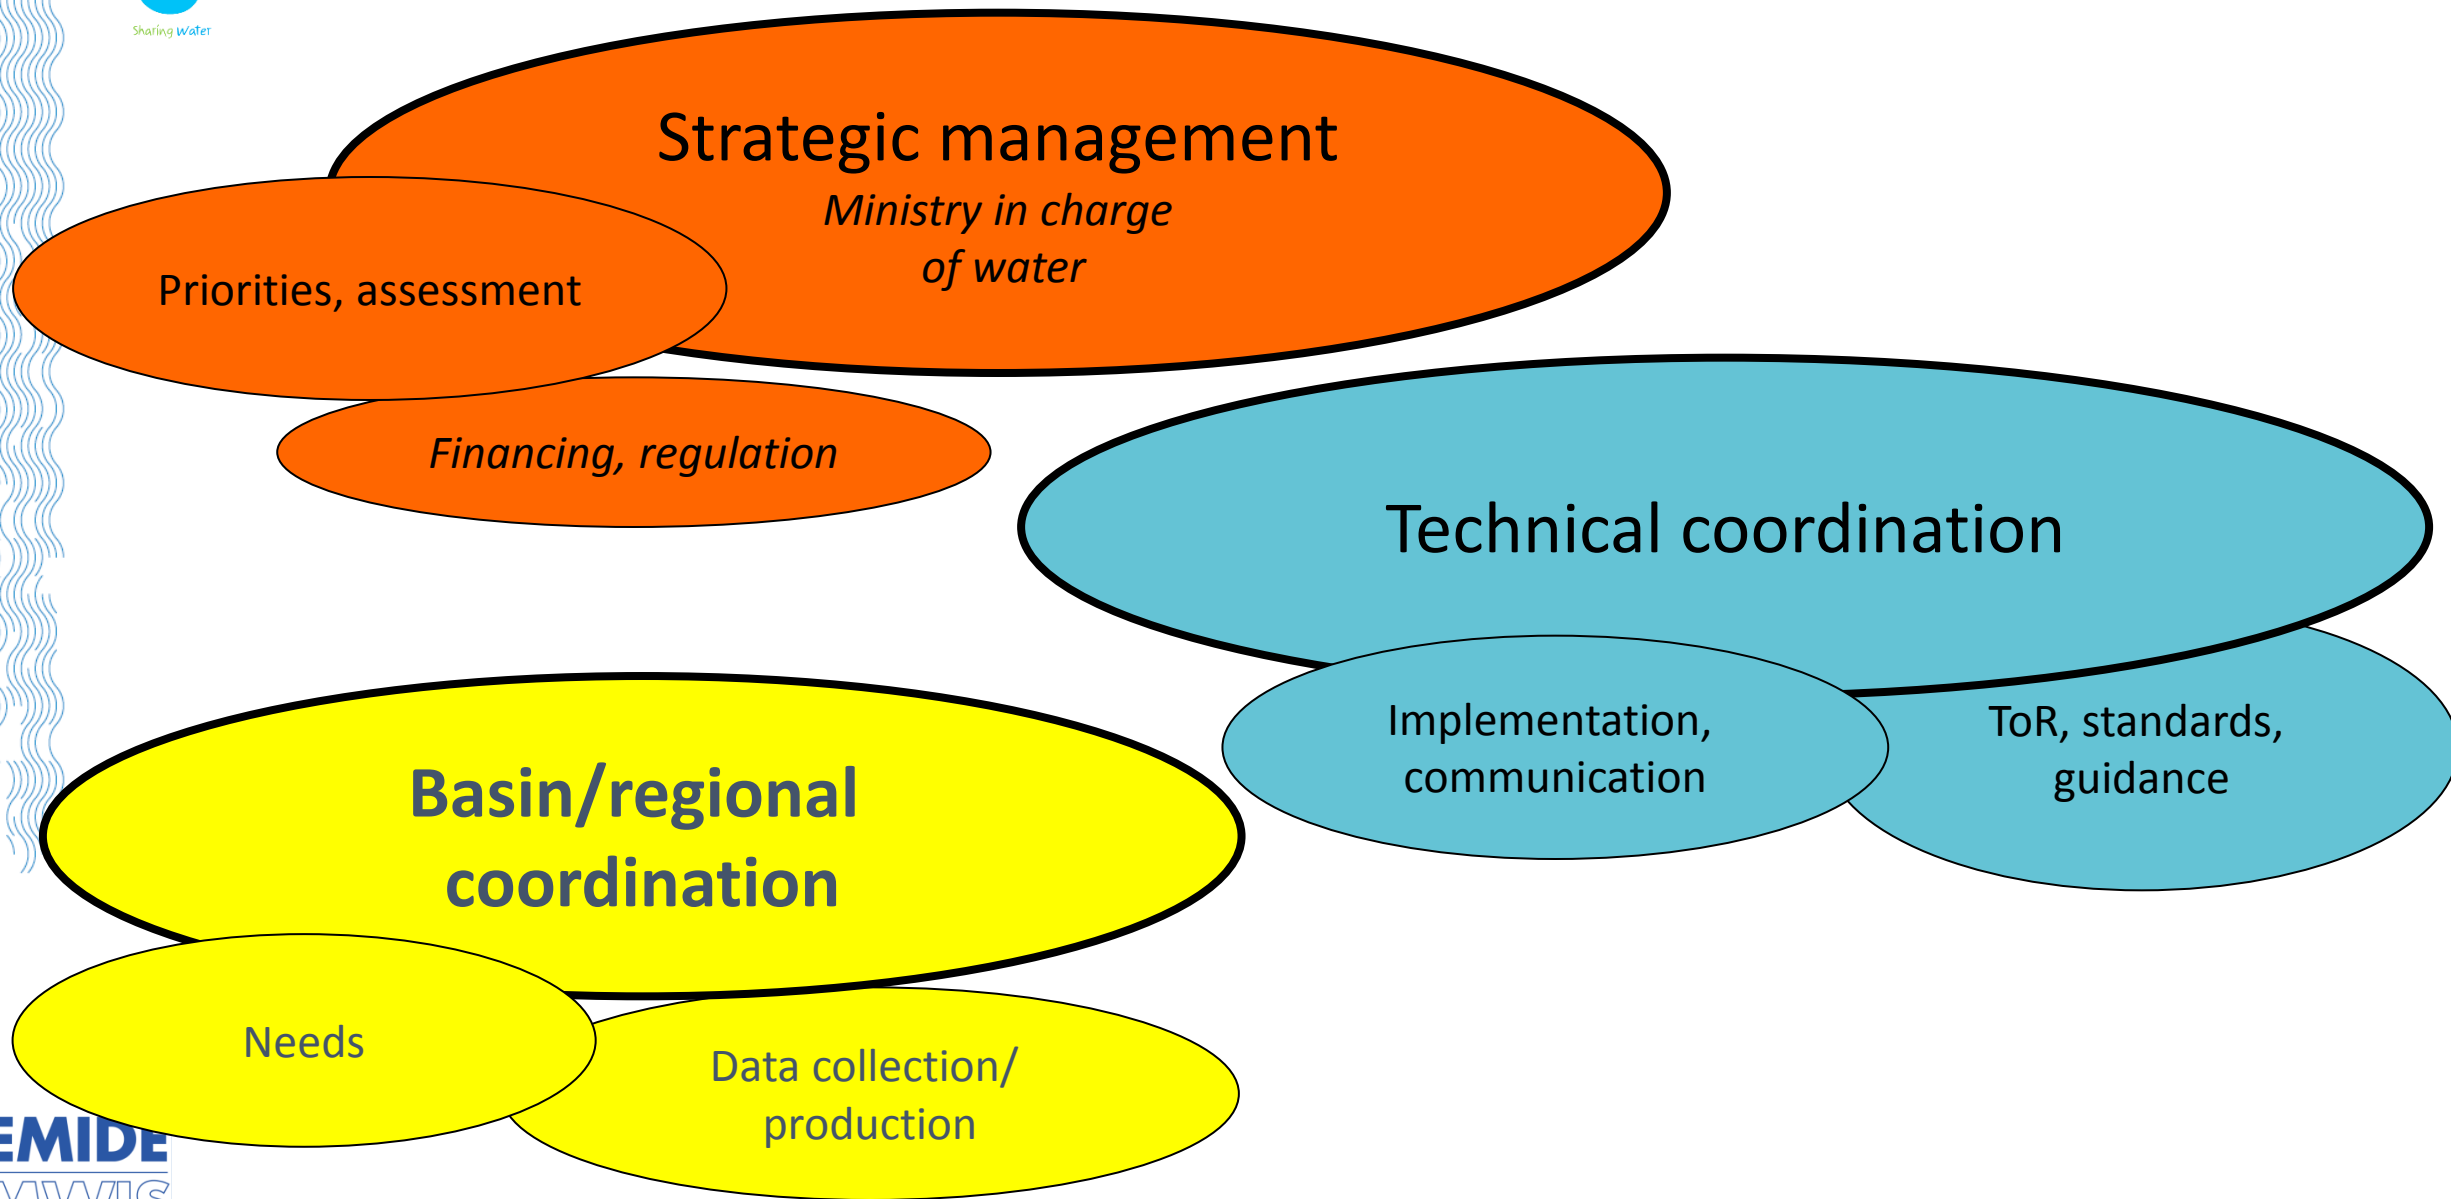 Sharing Water
Strategic management
Ministry in charge
of water
Priorities, assessment
Financing, regulation
Technical coordination
Implementation,
communication
ToR, standards,
guidance
Basin/regional
coordination
Needs
Data collection/
production
EMIDE
MWIS